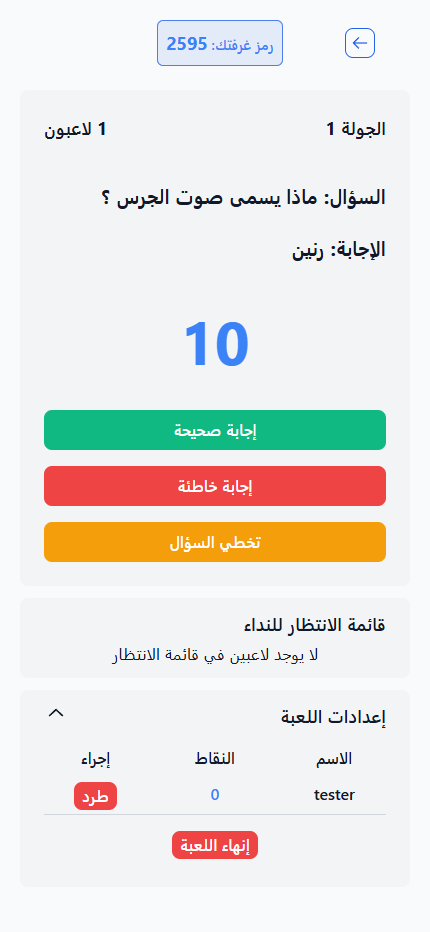 رمز غرفتك: 2595
الجولة 1
1 لاعبون
السؤال: ماذا يسمى صوت الجرس ؟
الإجابة: رنين
10
إجابة صحيحة
إجابة خاطئة
تخطي السؤال
قائمة الانتظار للنداء
لا يوجد لاعبين في قائمة الانتظار
إعدادات اللعبة
الاسم النقاط إجراء
tester 0 طرد
إنهاء اللعبة